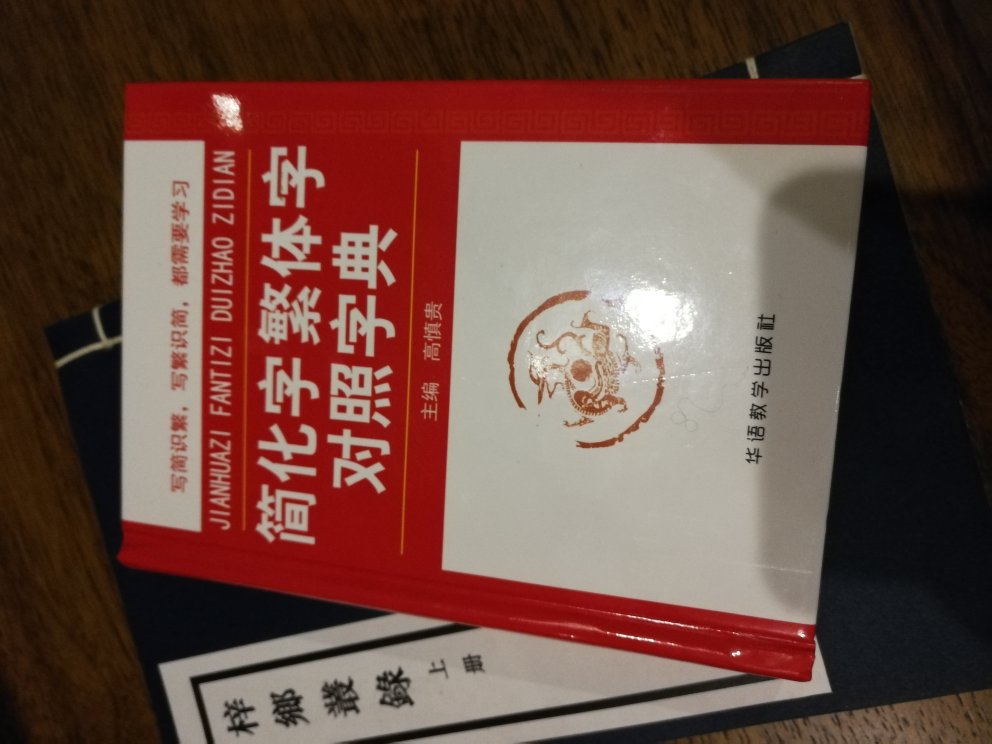 写简识繁，写繁识简，都需要学习
JIANHUAZI FANTIZI DUIZHAO ZIDIAN
简化字繁体字
对照字典
主编 高慎贵
华语教学出版社
梓鄉叢錄
上册